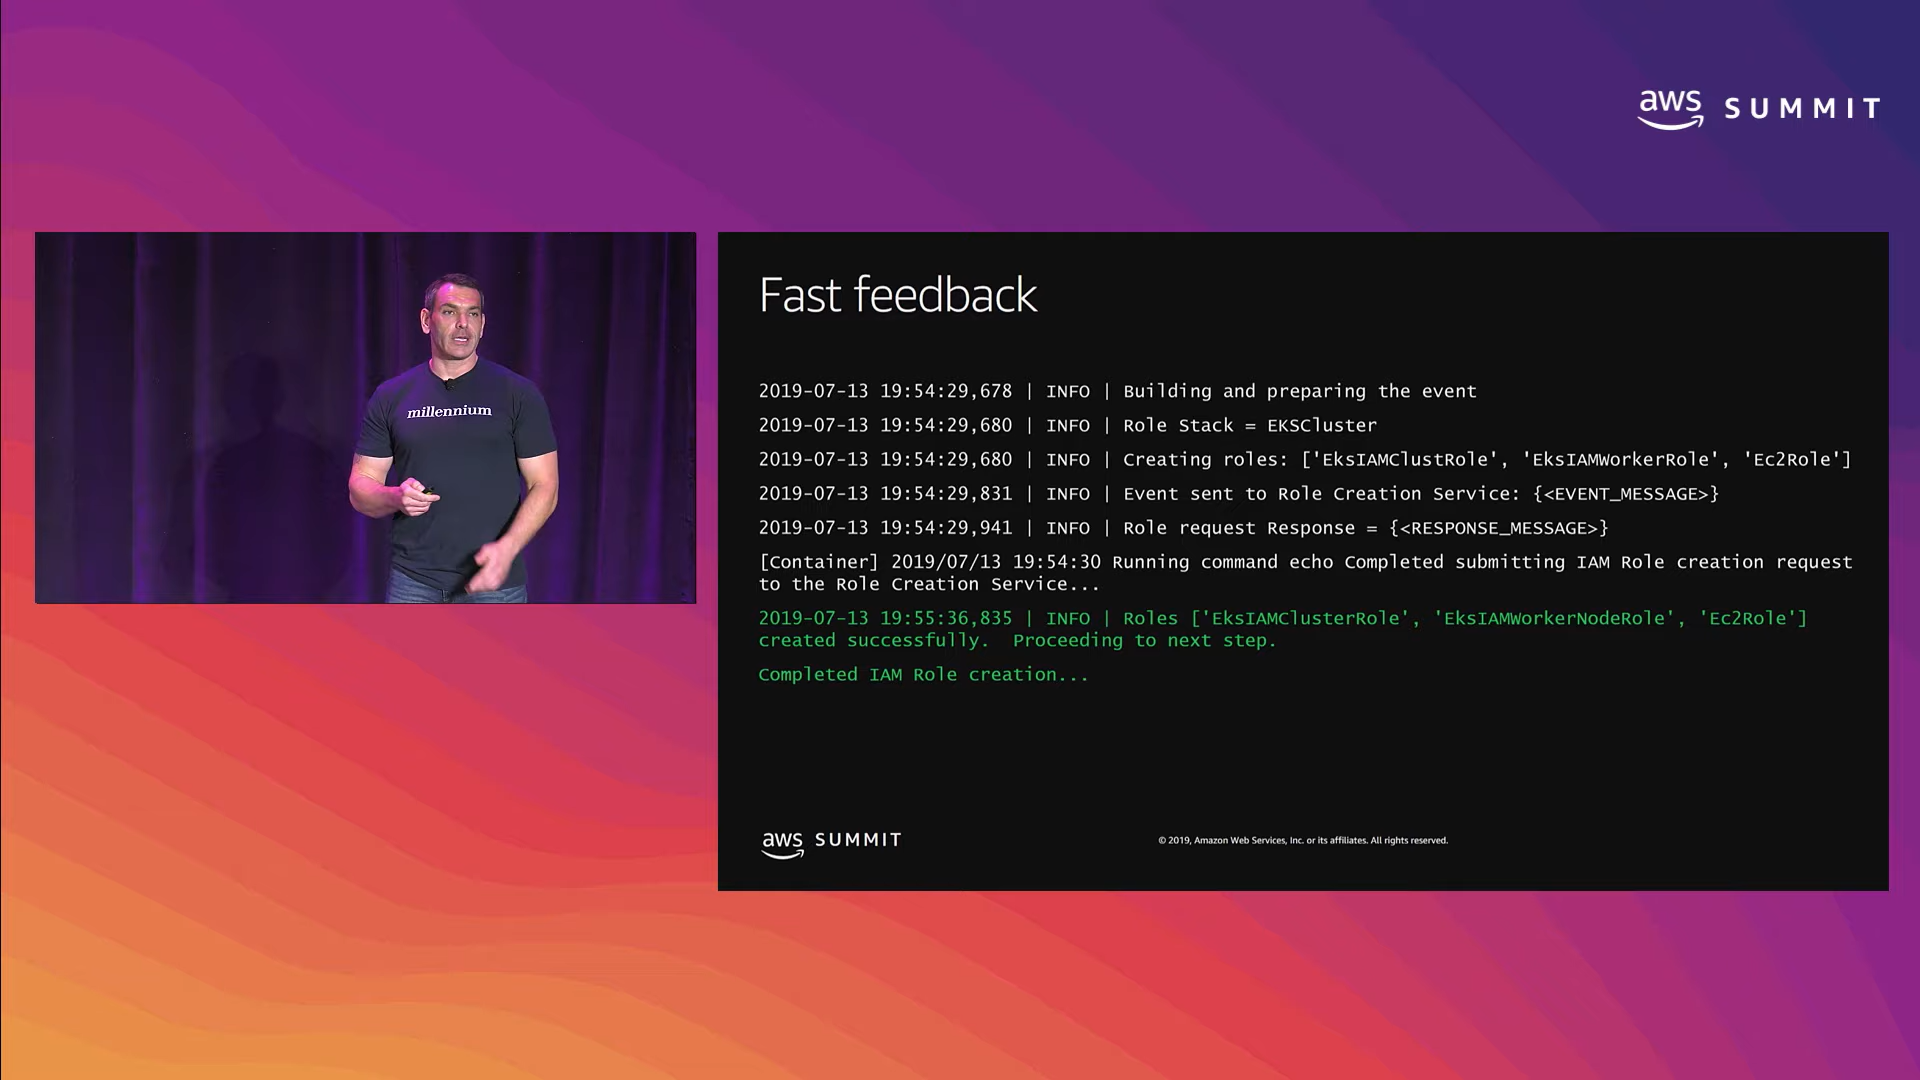 aws SUMMIT
millennium
Fast feedback
2019-07-13 19:54:29,678 | INFO | Building and preparing the event
2019-07-13 19:54:29,680 | INFO | Role Stack = EKSCluster
2019-07-13 19:54:29,680 | INFO | Creating roles: ['EksIAMClustRole', 'EksIAMWorkerRole', 'Ec2Role']
2019-07-13 19:54:29,831 | INFO | Event sent to Role Creation Service: {<EVENT_MESSAGE>}
2019-07-13 19:54:29,941 | INFO | Role request Response = {<RESPONSE_MESSAGE>}
[Container] 2019/07/13 19:54:30 Running command echo Completed submitting IAM Role creation request
to the Role Creation Service...
2019-07-13 19:55:36,835 | INFO | Roles ['EksIAMClusterRole', 'EksIAMWorkerNodeRole', 'Ec2Role']
created successfully.  Proceeding to next step.
Completed IAM Role creation...
aws SUMMIT
© 2019, Amazon Web Services, Inc. or its affiliates. All rights reserved.